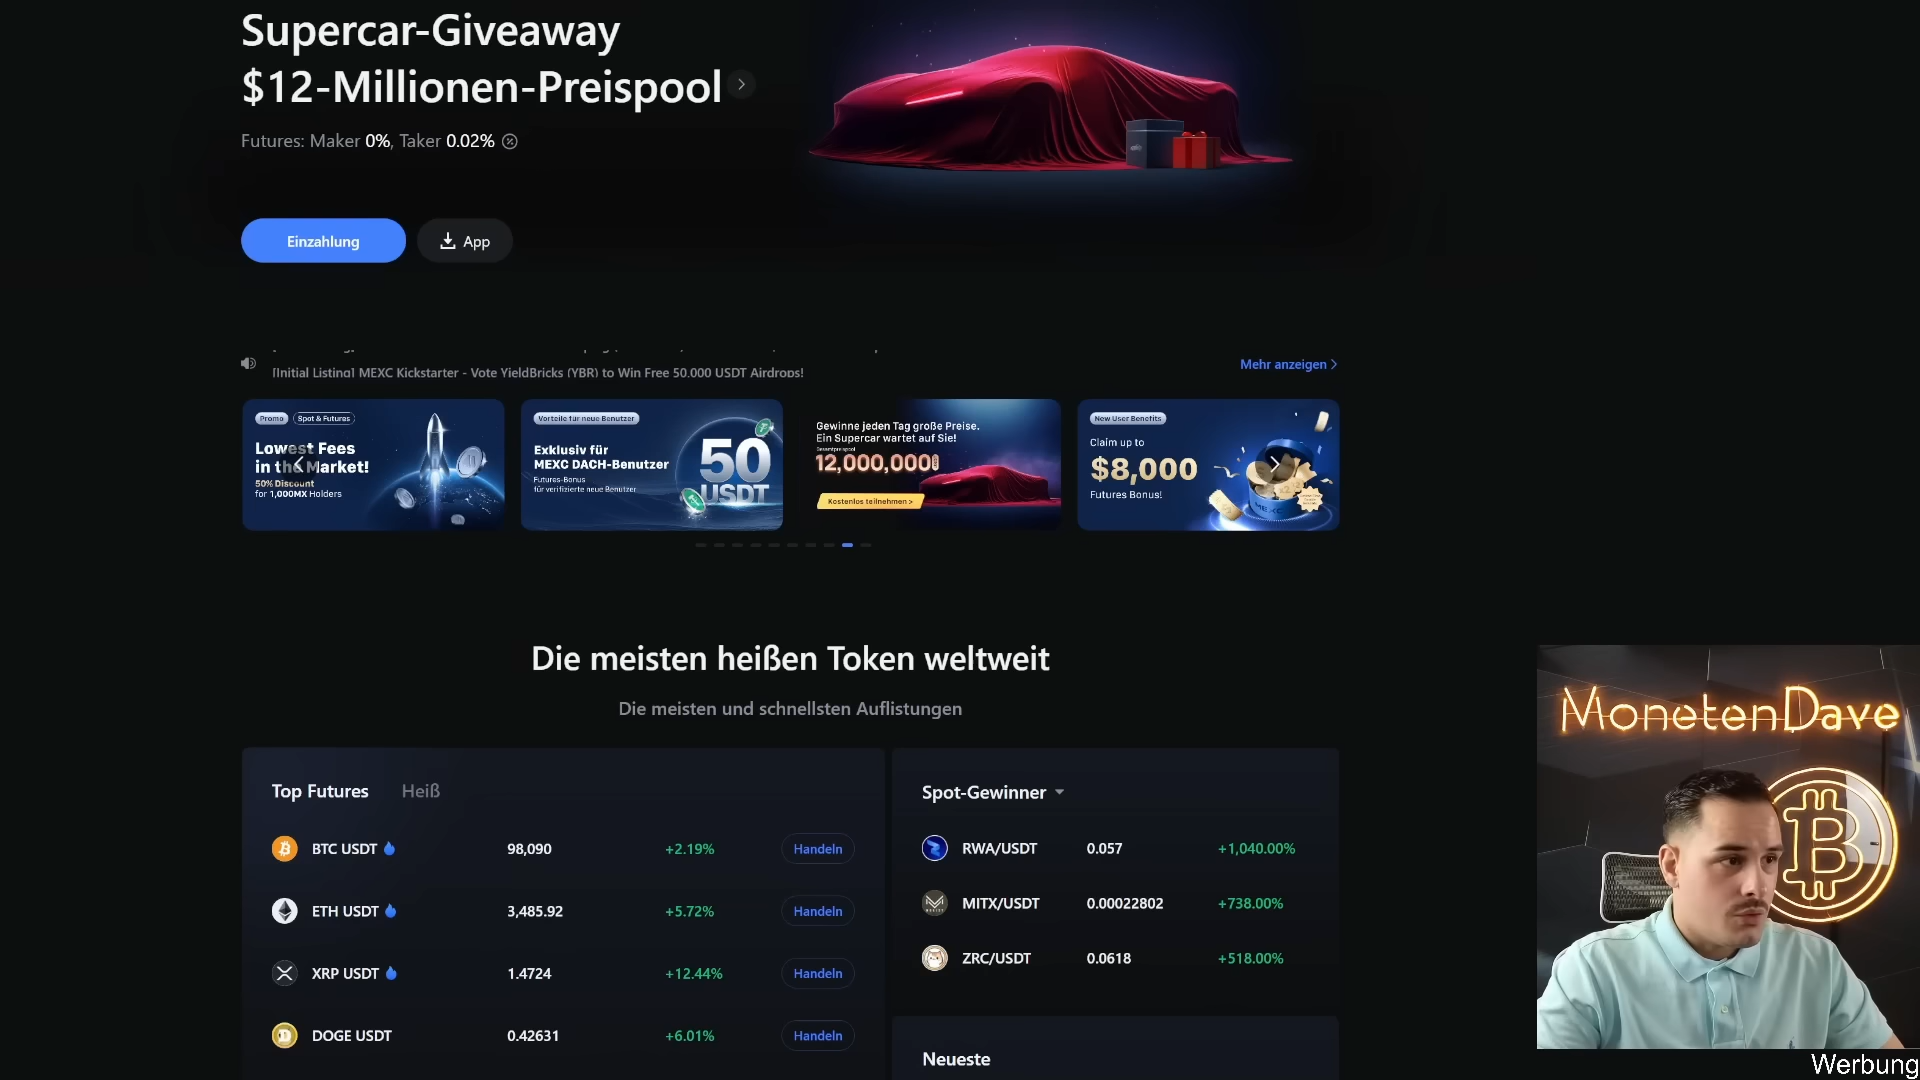 Supercar-Giveaway
$12-Millionen-Preispool
Futures: Maker 0%, Taker 0.02%
Einzahlung
App
[Initial Listing] MEXC Kickstarter - Vote YieldBricks (YBR) to Win Free 50,000 USDT Airdrops!
Mehr anzeigen
Promo
Spot & Futures
Lowest Fees
in the Market!
50% Discount
for 1,000MX Holders
Vorteile für neue Benutzer
Exklusiv für
MEXC DACH-Benutzer
Futures-Bonus
für verifizierte neue Benutzer
50
USDT
Gewinne jeden Tag große Preise.
Ein Supercar wartet auf Sie!
Gesamtpreispool
12,000,000
Kostenlos teilnehmen >
New User Benefits
Claim up to
$8,000
Futures Bonus!
MEXC
Die meisten heißen Token weltweit
Die meisten und schnellsten Auflistungen
Top Futures
Heiß
BTC USDT 98,090 +2.19% Handeln
ETH USDT 3,485.92 +5.72% Handeln
XRP USDT 1.4724 +12.44% Handeln
DOGE USDT 0.42631 +6.01% Handeln
Spot-Gewinner
RWA/USDT 0.057 +1,040.00%
MITX/USDT 0.00022802 +738.00%
ZRC/USDT 0.0618 +518.00%
Neueste
MonetenDave
Werbung